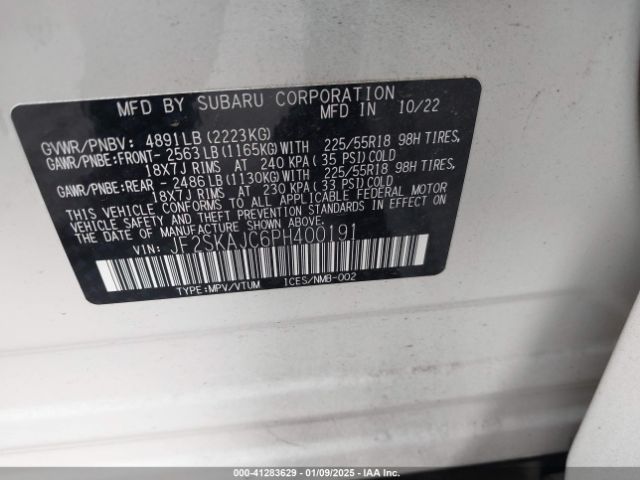 MFD BY SUBARU CORPORATION
MFD IN 10/22
GVWR/PNBV: 4891LB(2223KG)
GAWR/PNBE:FRONT- 2563LB(1165KG)WITH 225/55R18 98H TIRES,
18X7J RIMS AT 240 KPA(35 PSI)COLD
GAWR/PNBE:REAR - 2486LB(1130KG)WITH 225/55R18 98H TIRES,
18X7J RIMS AT 230 KPA(33 PSI)COLD
THIS VEHICLE CONFORMS TO ALL APPLICABLE FEDERAL MOTOR
VEHICLE SAFETY AND THEFT PREVENTION STANDARDS IN EFFECT
ON THE DATE OF MANUFACTURE SHOWN ABOVE.
VIN: JF2SKAJC6PH400191
TYPE:MPV/VTUM ICES/NMB-002
000-41283629 - 01/09/2025 - IAA Inc.